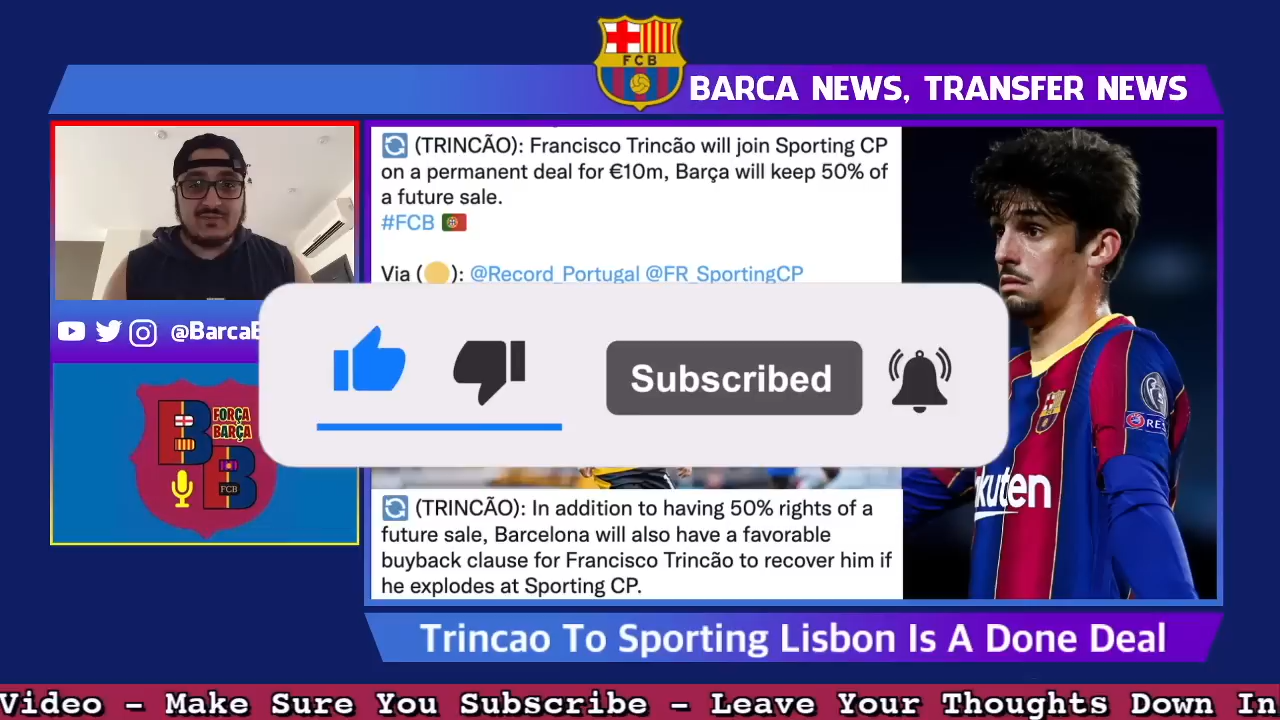 FCB
BARCA NEWS, TRANSFER NEWS
(TRINCÃO): Francisco Trincão will join Sporting CP
on a permanent deal for €10m, Barça will keep 50% of
a future sale.
#FCB
Via ( ): @Record_Portugal @FR_SportingCP
@BarcaB
Subscribed
FORÇA
BARÇA
B
B
FCB
(TRINCÃO): In addition to having 50% rights of a
future sale, Barcelona will also have a favorable
buyback clause for Francisco Trincão to recover him if
he explodes at Sporting CP.
RES
kuten
Trincao To Sporting Lisbon Is A Done Deal
Video - Make Sure You Subscribe - Leave Your Thoughts Down In